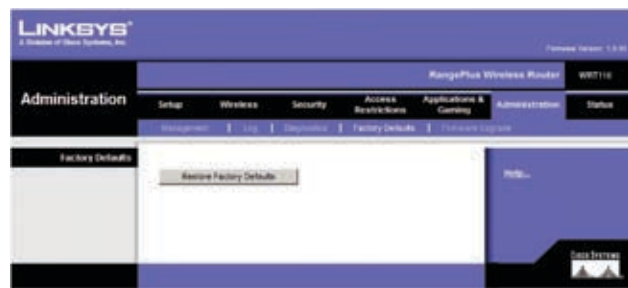 LINKSYS®
A Division of Cisco Systems, Inc.
Firmware Version: 1.0.00
RangePlus Wireless Router WRT110
Administration
Setup Wireless Security Access Restrictions Applications & Gaming Administration Status
Management | Log | Diagnostics | Factory Defaults | Firmware Upgrade
Factory Defaults
Restore Factory Defaults
Help...
CISCO SYSTEMS